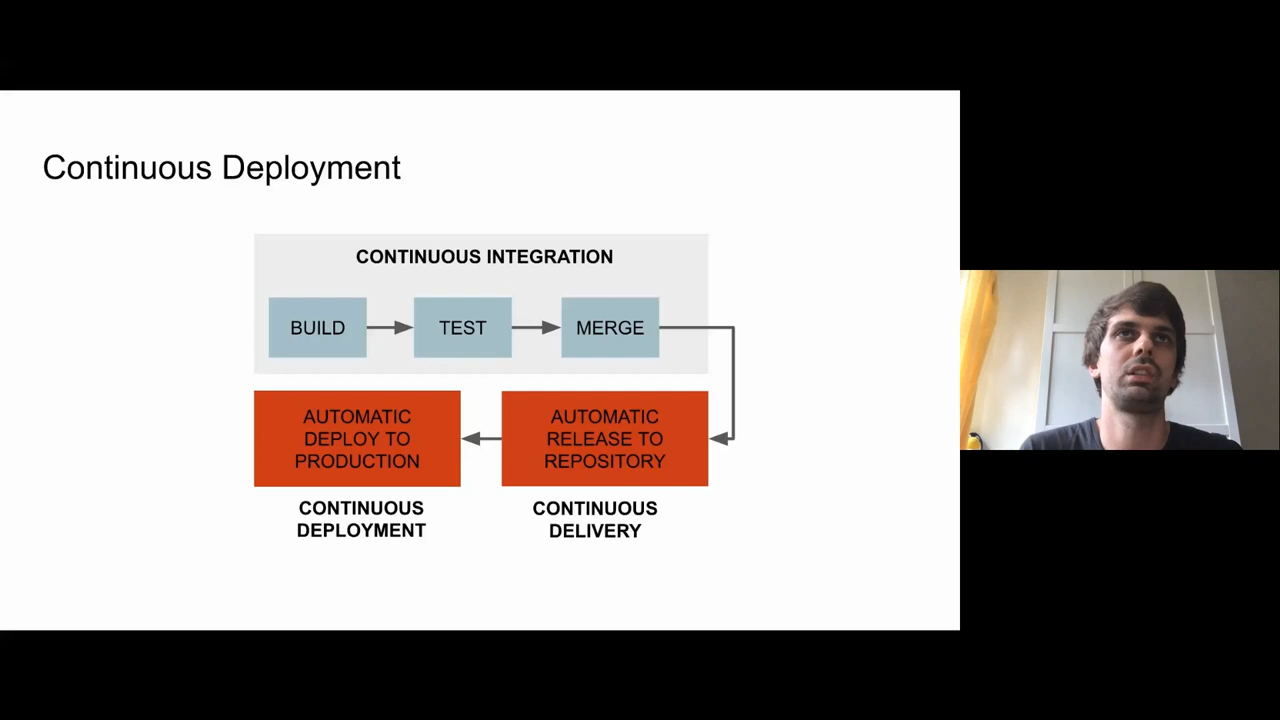 Continuous Deployment
CONTINUOUS INTEGRATION
BUILD
TEST
MERGE
AUTOMATIC
DEPLOY TO
PRODUCTION
AUTOMATIC
RELEASE TO
REPOSITORY
CONTINUOUS
DEPLOYMENT
CONTINUOUS
DELIVERY